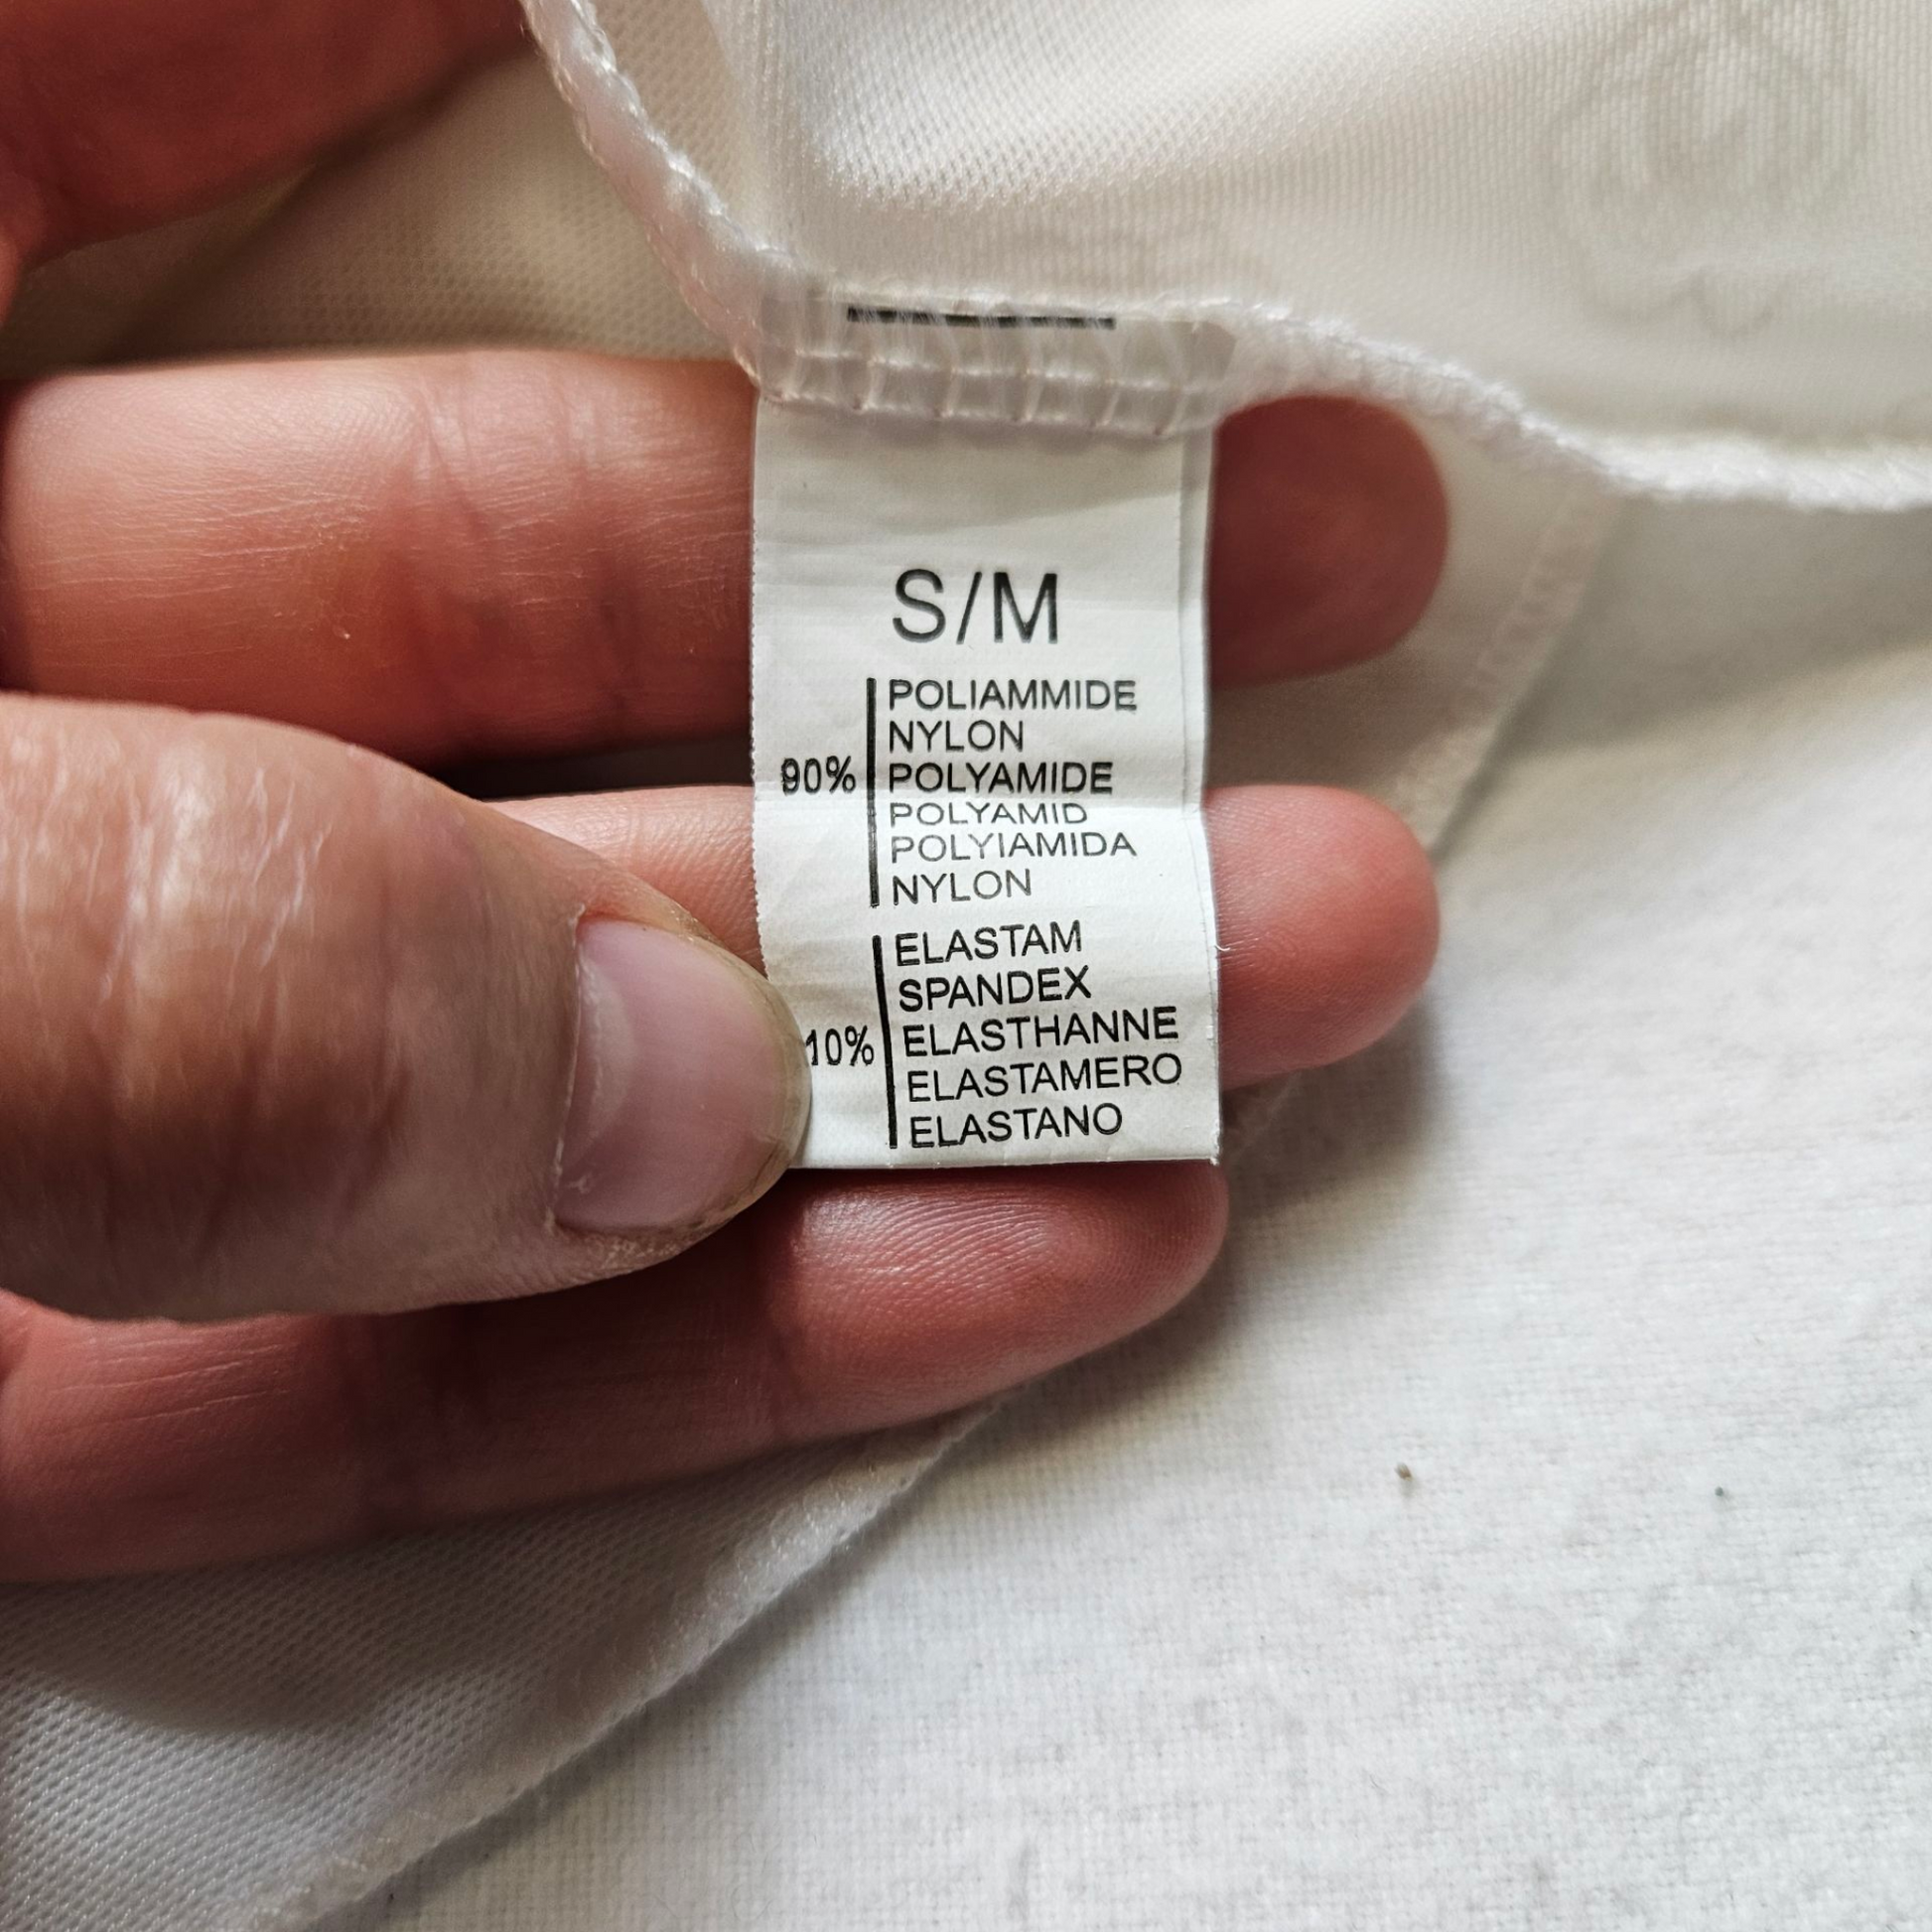 S/M
POLIAMMIDE
NYLON
90% POLYAMIDE
POLYAMID
POLYIAMIDA
NYLON
ELASTAM
SPANDEX
10% ELASTHANNE
ELASTAMERO
ELASTANO